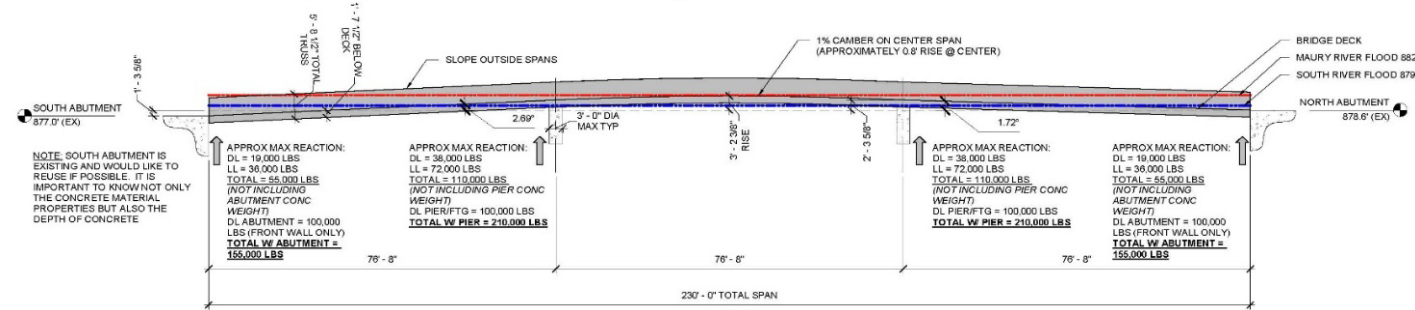 1' - 3 5/8"
5' - 8 1/2" TOTAL
TRUSS
1' - 7 1/2" BELOW
DECK
SLOPE OUTSIDE SPANS
1% CAMBER ON CENTER SPAN
(APPROXIMATELY 0.8' RISE @ CENTER)
BRIDGE DECK
MAURY RIVER FLOOD 882
SOUTH RIVER FLOOD 879
SOUTH ABUTMENT
877.0' (EX)
NORTH ABUTMENT
878.6' (EX)
2.69°
3' - 0" DIA
MAX TYP
3' - 2 3/8"
RISE
2' - 3 5/8"
1.72°
NOTE: SOUTH ABUTMENT IS
EXISTING AND WOULD LIKE TO
REUSE IF POSSIBLE. IT IS
IMPORTANT TO KNOW NOT ONLY
THE CONCRETE MATERIAL
PROPERTIES BUT ALSO THE
DEPTH OF CONCRETE
APPROX MAX REACTION:
DL = 19,000 LBS
LL = 36,000 LBS
TOTAL = 55,000 LBS
(NOT INCLUDING
ABUTMENT CONC
WEIGHT)
DL ABUTMENT = 100,000
LBS (FRONT WALL ONLY)
TOTAL W/ ABUTMENT =
155,000 LBS
APPROX MAX REACTION:
DL = 38,000 LBS
LL = 72,000 LBS
TOTAL = 110,000 LBS
(NOT INCLUDING PIER CONC
WEIGHT)
DL PIER/FTG = 100,000 LBS
TOTAL W/ PIER = 210,000 LBS
APPROX MAX REACTION:
DL = 38,000 LBS
LL = 72,000 LBS
TOTAL = 110,000 LBS
(NOT INCLUDING PIER CONC
WEIGHT)
DL PIER/FTG = 100,000 LBS
TOTAL W/ PIER = 210,000 LBS
APPROX MAX REACTION:
DL = 19,000 LBS
LL = 36,000 LBS
TOTAL = 55,000 LBS
(NOT INCLUDING
ABUTMENT CONC
WEIGHT)
DL ABUTMENT = 100,000
LBS (FRONT WALL ONLY)
TOTAL W/ ABUTMENT =
155,000 LBS
76' - 8"
76' - 8"
76' - 8"
230' - 0" TOTAL SPAN